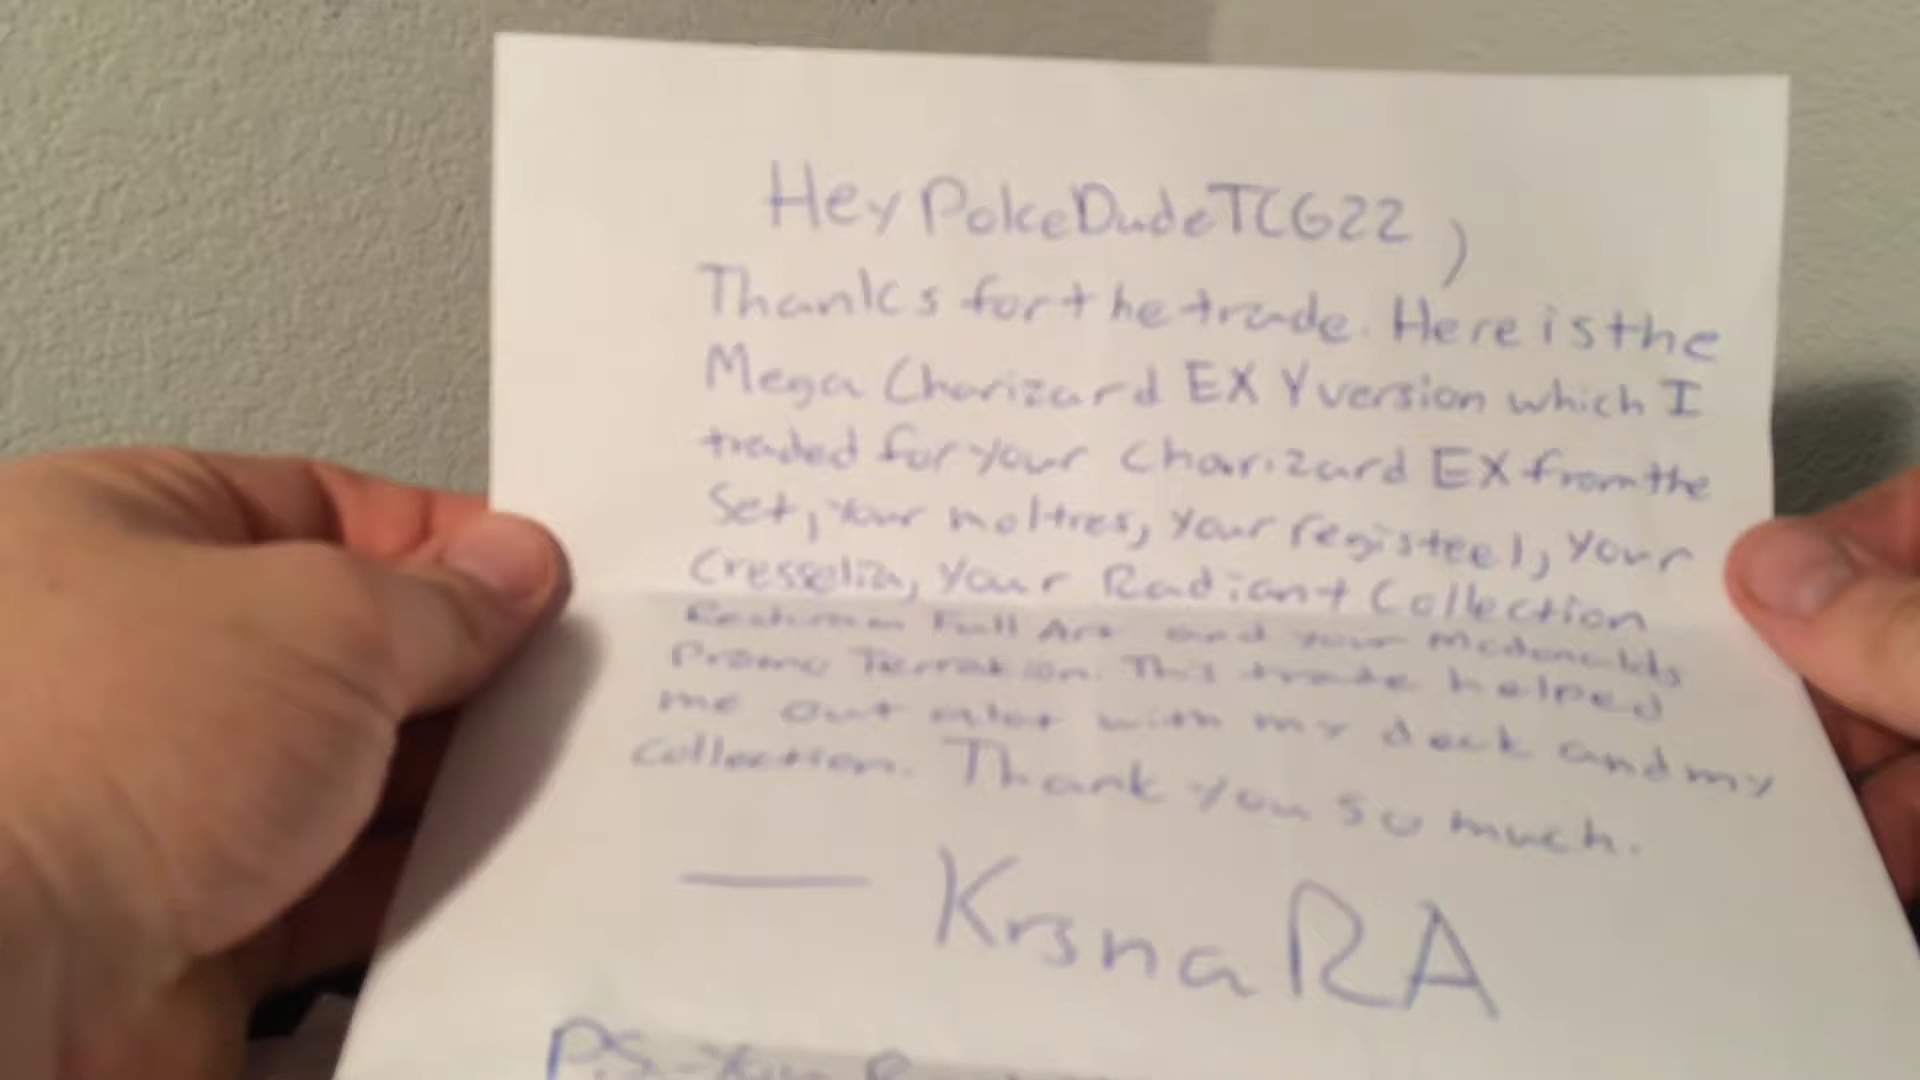 Hey PokeDudeTCG22,
Thanks for the trade. Here is the
Mega Charizard EX Y version which I
traded for your Charizard EX from the
Set, your moltres, your registeel, your
Cresselia, your Radiant Collection
Full Art and your Mcdonalds
Promo Terrakion. This trade helped
me out alot with my deck and my
collection. Thank you so much.
— KrsnaRA
P.S-You